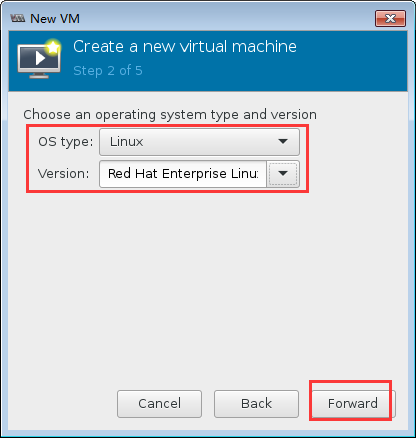 New VM
Create a new virtual machine
Step 2 of 5
Choose an operating system type and version
OS type: Linux
Version: Red Hat Enterprise Linu
Cancel Back Forward